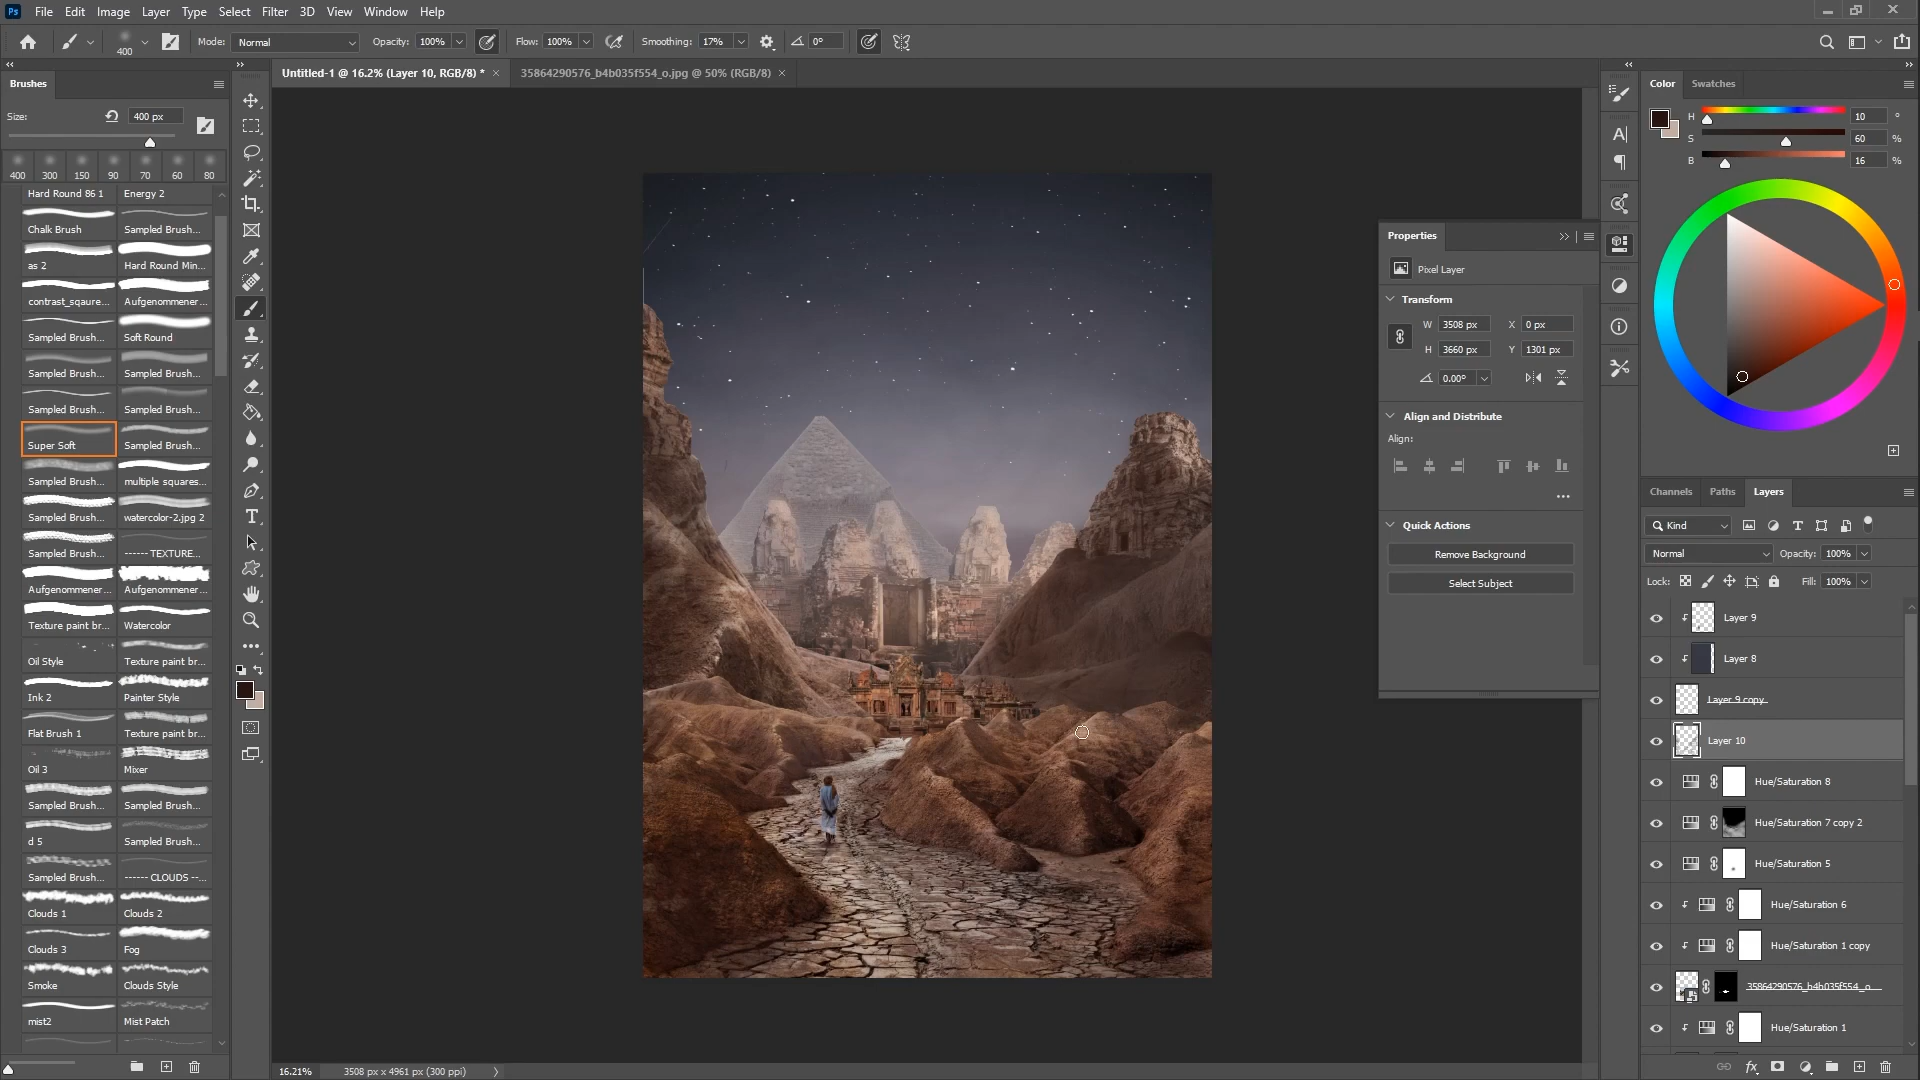 Ps File Edit Image Layer Type Select Filter 3D View Window Help
400 Mode: Normal Opacity: 100% Flow: 100% Smoothing: 17% 0°
Brushes
Untitled-1 @ 16.2% (Layer 10, RGB/8) * × 35864290576_b4b035f554_o.jpg @ 50% (RGB/8) ×
Size: 400 px
400 300 150 90 70 60 80
Hard Round 86 1 Energy 2
Chalk Brush Sampled Brush...
as 2 Hard Round Min...
contrast_sqaure... Aufgenommener...
Sampled Brush... Soft Round
Sampled Brush... Sampled Brush...
Sampled Brush... Sampled Brush...
Super Soft Sampled Brush...
Sampled Brush... multiple squares...
Sampled Brush... watercolor-2.jpg 2
Sampled Brush... ------ TEXTURE...
Aufgenommener... Aufgenommener...
Texture paint br... Watercolor
Oil Style Texture paint br...
Ink 2 Painter Style
Flat Brush 1 Texture paint br...
Oil 3 Mixer
Sampled Brush... Sampled Brush...
d 5 Sampled Brush...
Sampled Brush... ------ CLOUDS --...
Clouds 1 Clouds 2
Clouds 3 Fog
Smoke Clouds Style
mist2 Mist Patch
Properties
Pixel Layer
Transform
W 3508 px X 0 px
H 3660 px Y 1301 px
0.00°
Align and Distribute
Align:
Quick Actions
Remove Background
Select Subject
Color Swatches
H 10 °
S 60 %
B 16 %
Channels Paths Layers
Kind
Normal Opacity: 100%
Lock: Fill: 100%
Layer 9
Layer 8
Layer 9 copy
Layer 10
Hue/Saturation 8
Hue/Saturation 7 copy 2
Hue/Saturation 5
Hue/Saturation 6
Hue/Saturation 1 copy
35864290576_b4b035f554_o...
Hue/Saturation 1
16.21% 3508 px x 4961 px (300 ppi)